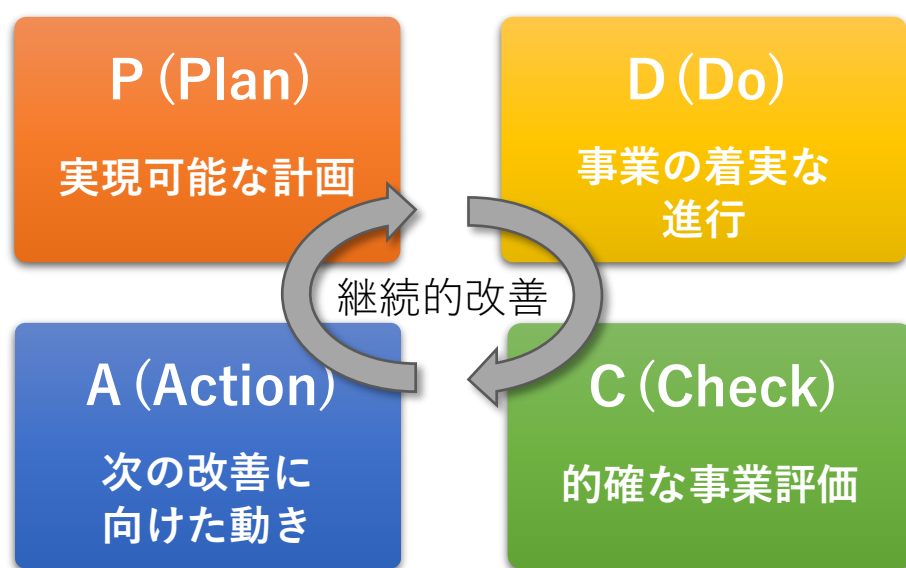 P (Plan)
実現可能な計画
D (Do)
事業の着実な
進行
継続的改善
A (Action)
次の改善に
向けた動き
C (Check)
的確な事業評価